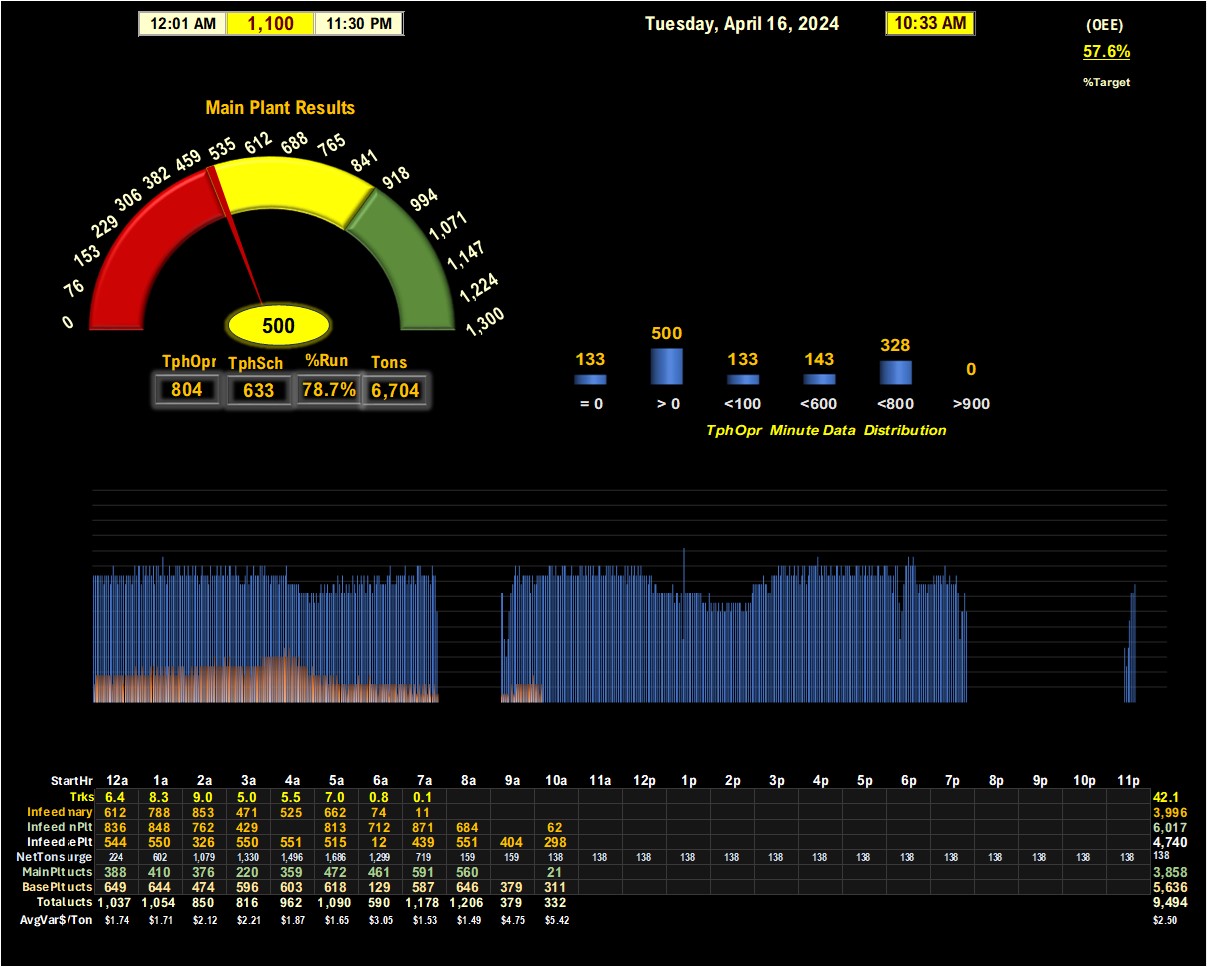 12:01 AM 1,100 11:30 PM Tuesday, April 16, 2024 10:33 AM (OEE)
57.6%
%Target
Main Plant Results
0 76 153 229 306 382 459 535 612 688 765 841 918 994 1,071 1,147 1,224 1,300
500
TphOpr TphSch %Run Tons
804 633 78.7% 6,704
133 500 133 143 328 0
= 0 > 0 <100 <600 <800 >900
TphOpr Minute Data Distribution
StartHr 12a 1a 2a 3a 4a 5a 6a 7a 8a 9a 10a 11a 12p 1p 2p 3p 4p 5p 6p 7p 8p 9p 10p 11p
Trks 6.4 8.3 9.0 5.0 5.5 7.0 0.8 0.1 42.1
Infeed mary 612 788 853 471 525 662 74 11 3,996
Infeed nPlt 836 848 762 429 813 712 871 684 62 6,017
Infeed ePlt 544 550 326 550 551 515 12 439 551 404 298 4,740
NetTons urge 224 602 1,079 1,330 1,496 1,686 1,299 719 159 159 138 138 138 138 138 138 138 138 138 138 138 138 138 138 138
MainPlt ucts 388 410 376 220 359 472 461 591 560 21 3,858
BasePlt ucts 649 644 474 596 603 618 129 587 646 379 311 5,636
Total ucts 1,037 1,054 850 816 962 1,090 590 1,178 1,206 379 332 9,494
AvgVar$/Ton $1.74 $1.71 $2.12 $2.21 $1.87 $1.65 $3.05 $1.53 $1.49 $4.75 $5.42 $2.50